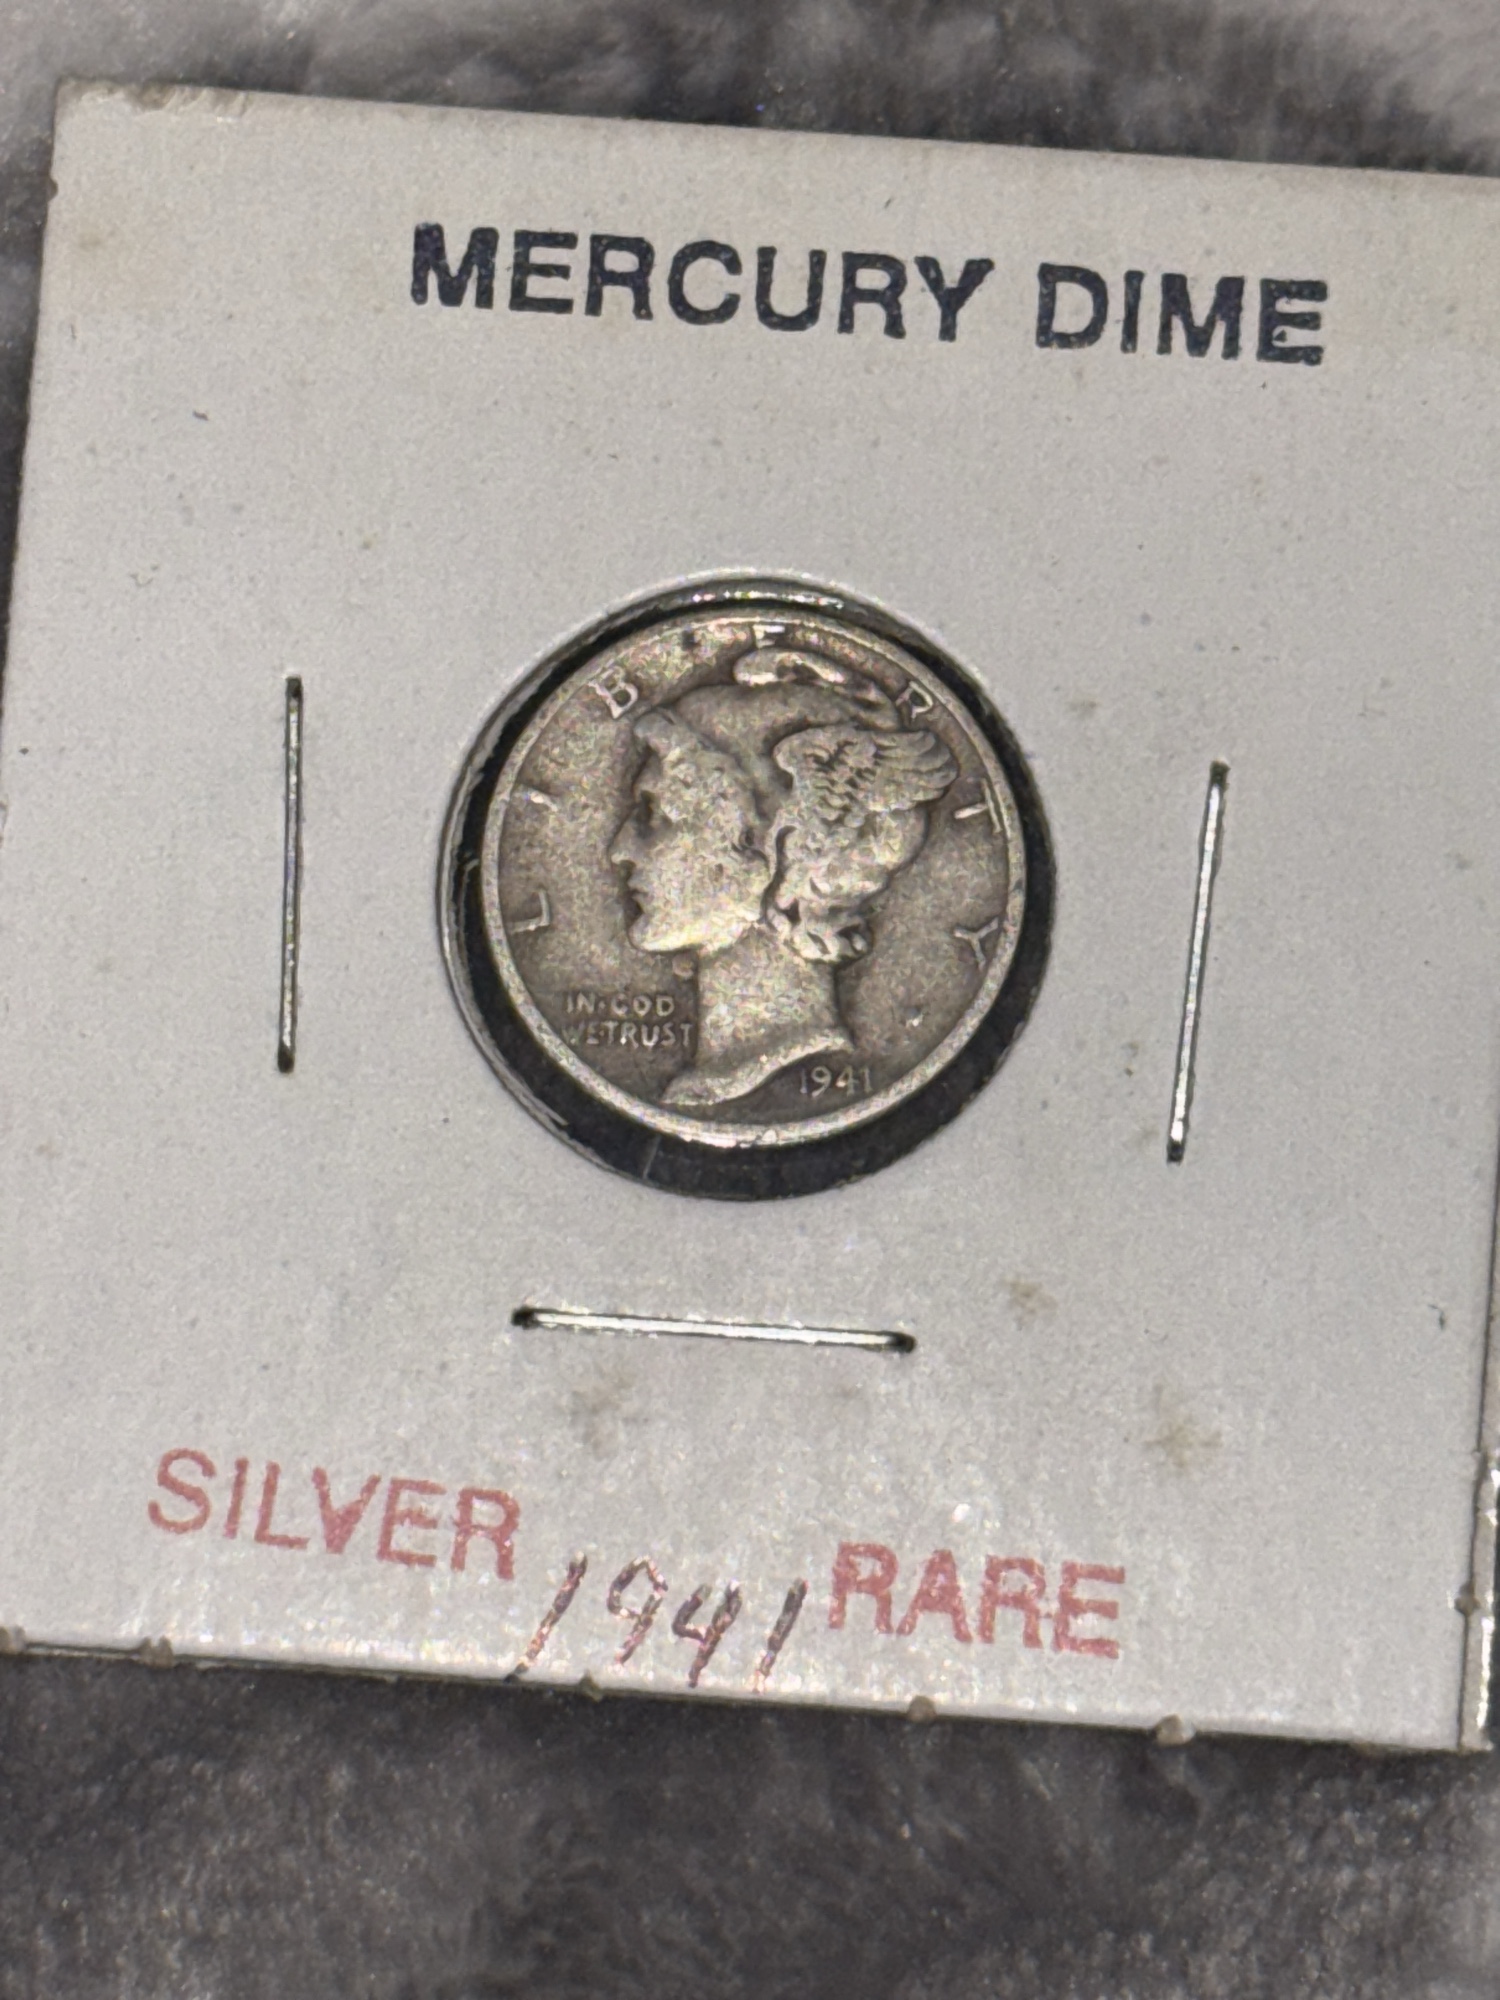 MERCURY DIME
LIBERTY
IN·GOD
WE TRUST
1941
SILVER 1941 RARE